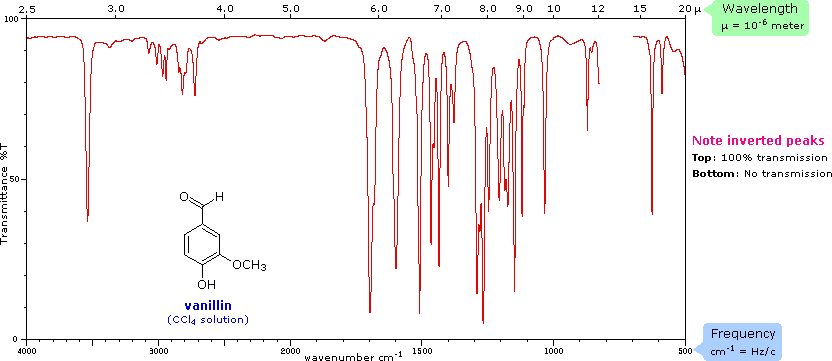 2.5 3.0 4.0 5.0 6.0 7.0 8.0 9.0 10 11 12 15 20 μ
Wavelength
μ = 10-6 meter
100
50
0
Transmittance %T
Note inverted peaks
Top: 100% transmission
Bottom: No transmission
O
H
OCH3
OH
vanillin
(CCl4 solution)
4000 3000 2000 1500 1000 500
wavenumber cm-1
Frequency
cm-1 = Hz/c